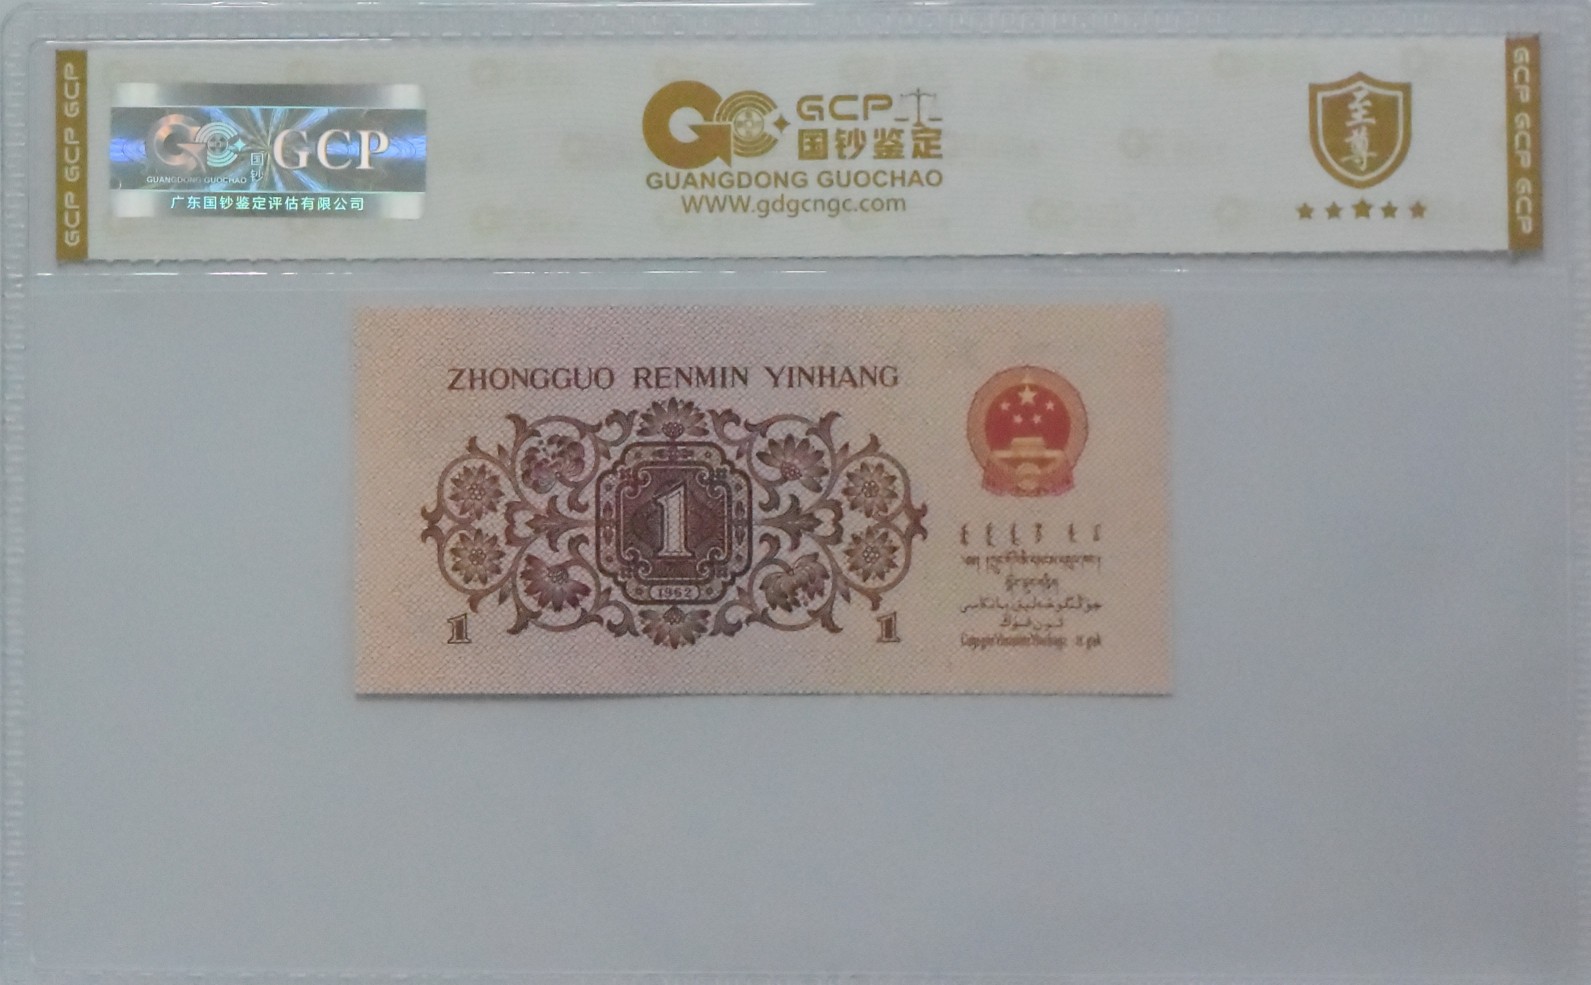 GCP GCP GCP
GCP
GUANGDONG GUOCHAO
国钞
广东国钞鉴定评估有限公司
GCP
国钞鉴定
GUANGDONG GUOCHAO
WWW.gdgcngc.com
至尊
GCP GCP GCP
ZHONGGUO RENMIN YINHANG
1
1962
1 1